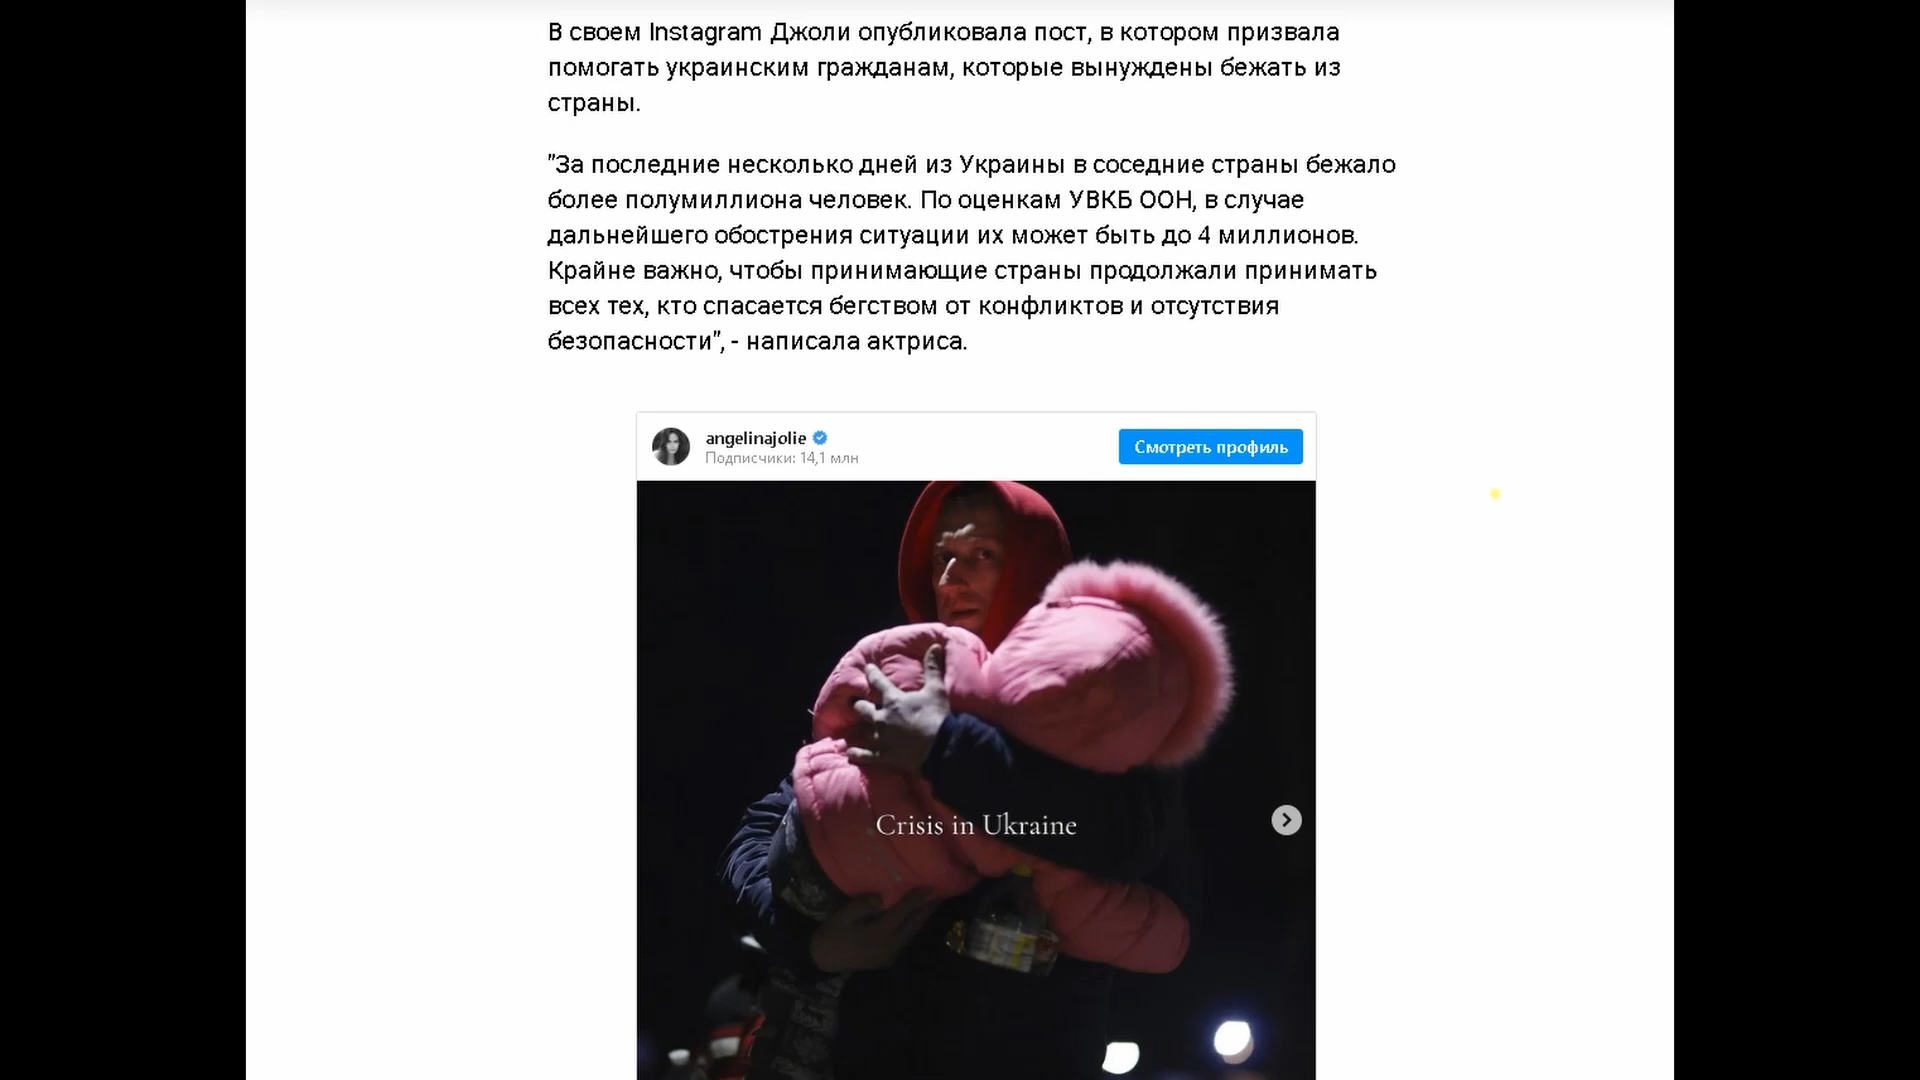 В своем Instagram Джоли опубликовала пост, в котором призвала
помогать украинским гражданам, которые вынуждены бежать из
страны.
"За последние несколько дней из Украины в соседние страны бежало
более полумиллиона человек. По оценкам УВКБ ООН, в случае
дальнейшего обострения ситуации их может быть до 4 миллионов.
Крайне важно, чтобы принимающие страны продолжали принимать
всех тех, кто спасается бегством от конфликтов и отсутствия
безопасности", - написала актриса.
angelinajolie
Подписчики: 14,1 млн
Смотреть профиль
Crisis in Ukraine